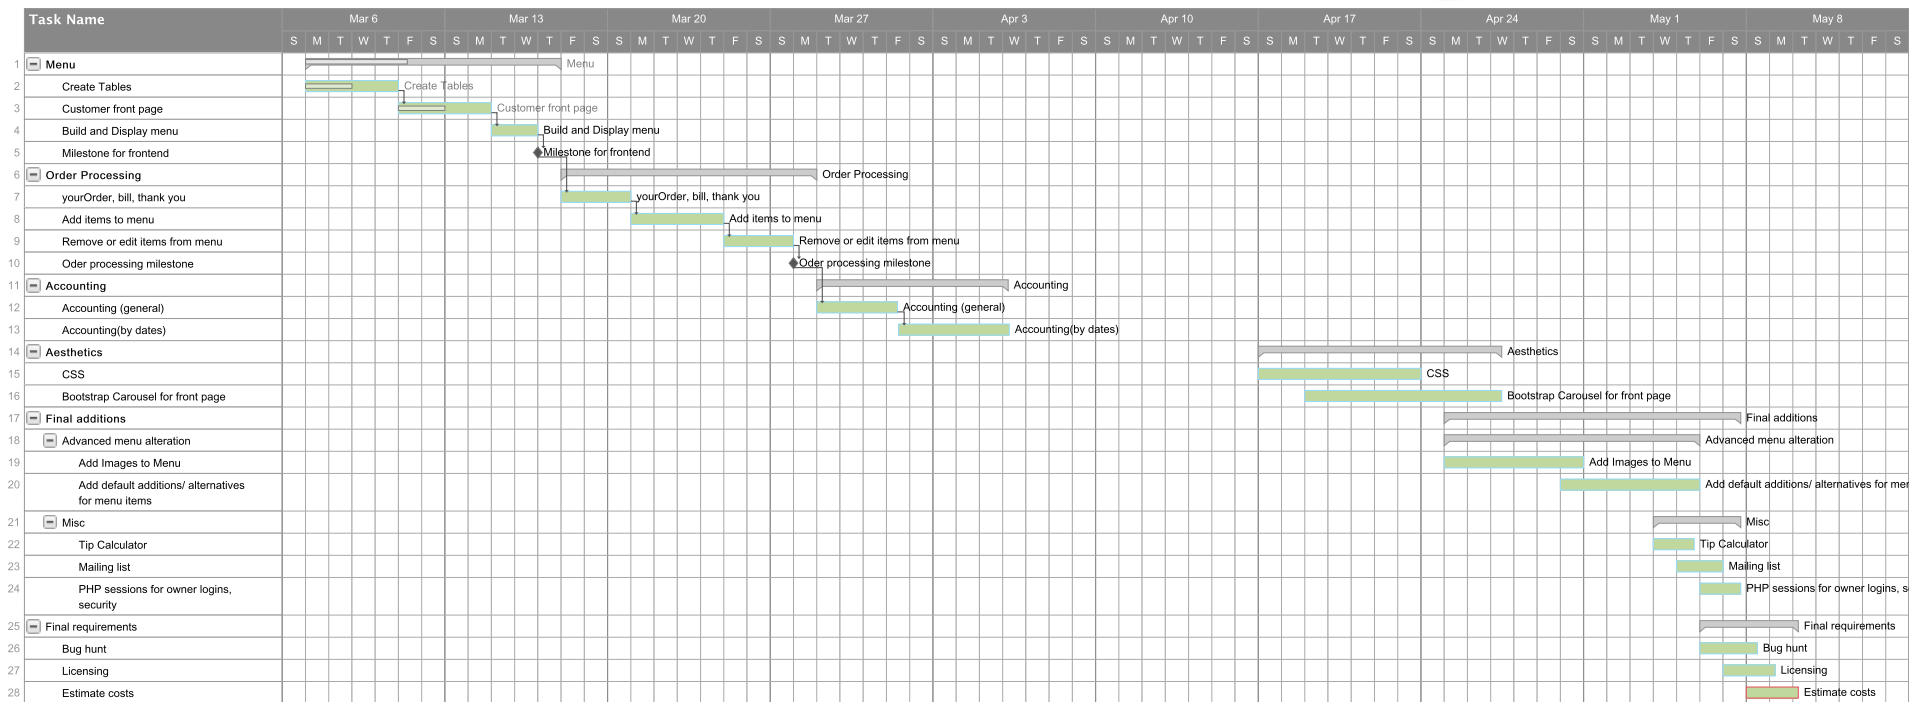 Task Name
Mar 6 Mar 13 Mar 20 Mar 27 Apr 3 Apr 10 Apr 17 Apr 24 May 1 May 8
S M T W T F S S M T W T F S S M T W T F S S M T W T F S S M T W T F S S M T W T F S S M T W T F S S M T W T F S S M T W T F S S M T W T F S
1 Menu Menu
2 Create Tables Create Tables
3 Customer front page Customer front page
4 Build and Display menu Build and Display menu
5 Milestone for frontend Milestone for frontend
6 Order Processing Order Processing
7 yourOrder, bill, thank you yourOrder, bill, thank you
8 Add items to menu Add items to menu
9 Remove or edit items from menu Remove or edit items from menu
10 Oder processing milestone Oder processing milestone
11 Accounting Accounting
12 Accounting (general) Accounting (general)
13 Accounting(by dates) Accounting(by dates)
14 Aesthetics Aesthetics
15 CSS CSS
16 Bootstrap Carousel for front page Bootstrap Carousel for front page
17 Final additions Final additions
18 Advanced menu alteration Advanced menu alteration
19 Add Images to Menu Add Images to Menu
20 Add default additions/ alternatives Add default additions/ alternatives for mer
for menu items
21 Misc Misc
22 Tip Calculator Tip Calculator
23 Mailing list Mailing list
24 PHP sessions for owner logins, PHP sessions for owner logins, s
security
25 Final requirements Final requirements
26 Bug hunt Bug hunt
27 Licensing Licensing
28 Estimate costs Estimate costs